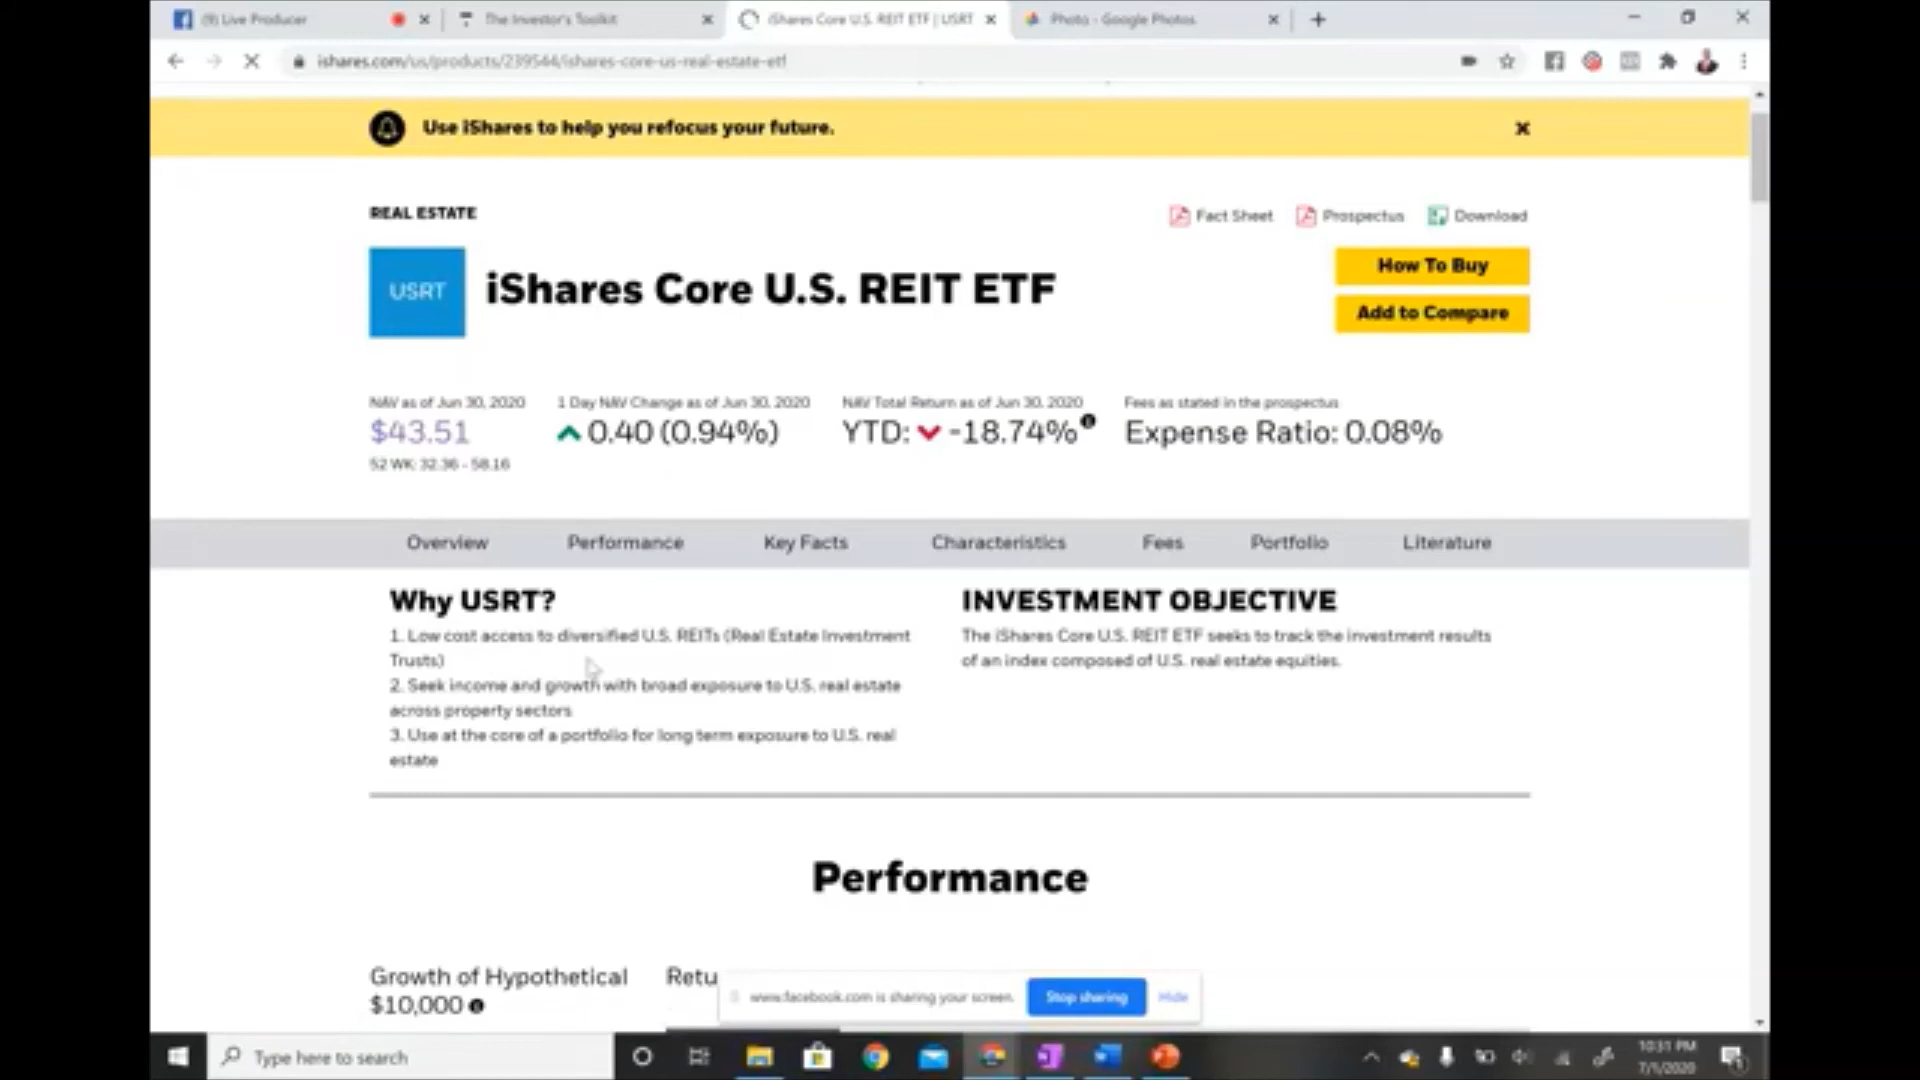 (9) Live Producer
The Investor's Toolkit
iShares Core U.S. REIT ETF | USRT
Photo - Google Photos
ishares.com/us/products/239544/ishares-core-us-real-estate-etf
Use iShares to help you refocus your future.
REAL ESTATE
Fact Sheet
Prospectus
Download
USRT
iShares Core U.S. REIT ETF
How To Buy
Add to Compare
NAV as of Jun 30, 2020
$43.51
52 WK: 32.36 - 58.16
1 Day NAV Change as of Jun 30, 2020
0.40 (0.94%)
NAV Total Return as of Jun 30, 2020
YTD: -18.74%
Fees as stated in the prospectus
Expense Ratio: 0.08%
Overview
Performance
Key Facts
Characteristics
Fees
Portfolio
Literature
Why USRT?
1. Low cost access to diversified U.S. REITs (Real Estate Investment
Trusts)
2. Seek income and growth with broad exposure to U.S. real estate
across property sectors
3. Use at the core of a portfolio for long term exposure to U.S. real
estate
INVESTMENT OBJECTIVE
The iShares Core U.S. REIT ETF seeks to track the investment results
of an index composed of U.S. real estate equities.
Performance
Growth of Hypothetical
$10,000
Retu
www.facebook.com is sharing your screen.
Stop sharing
Hide
Type here to search
10:31 PM
7/1/2020